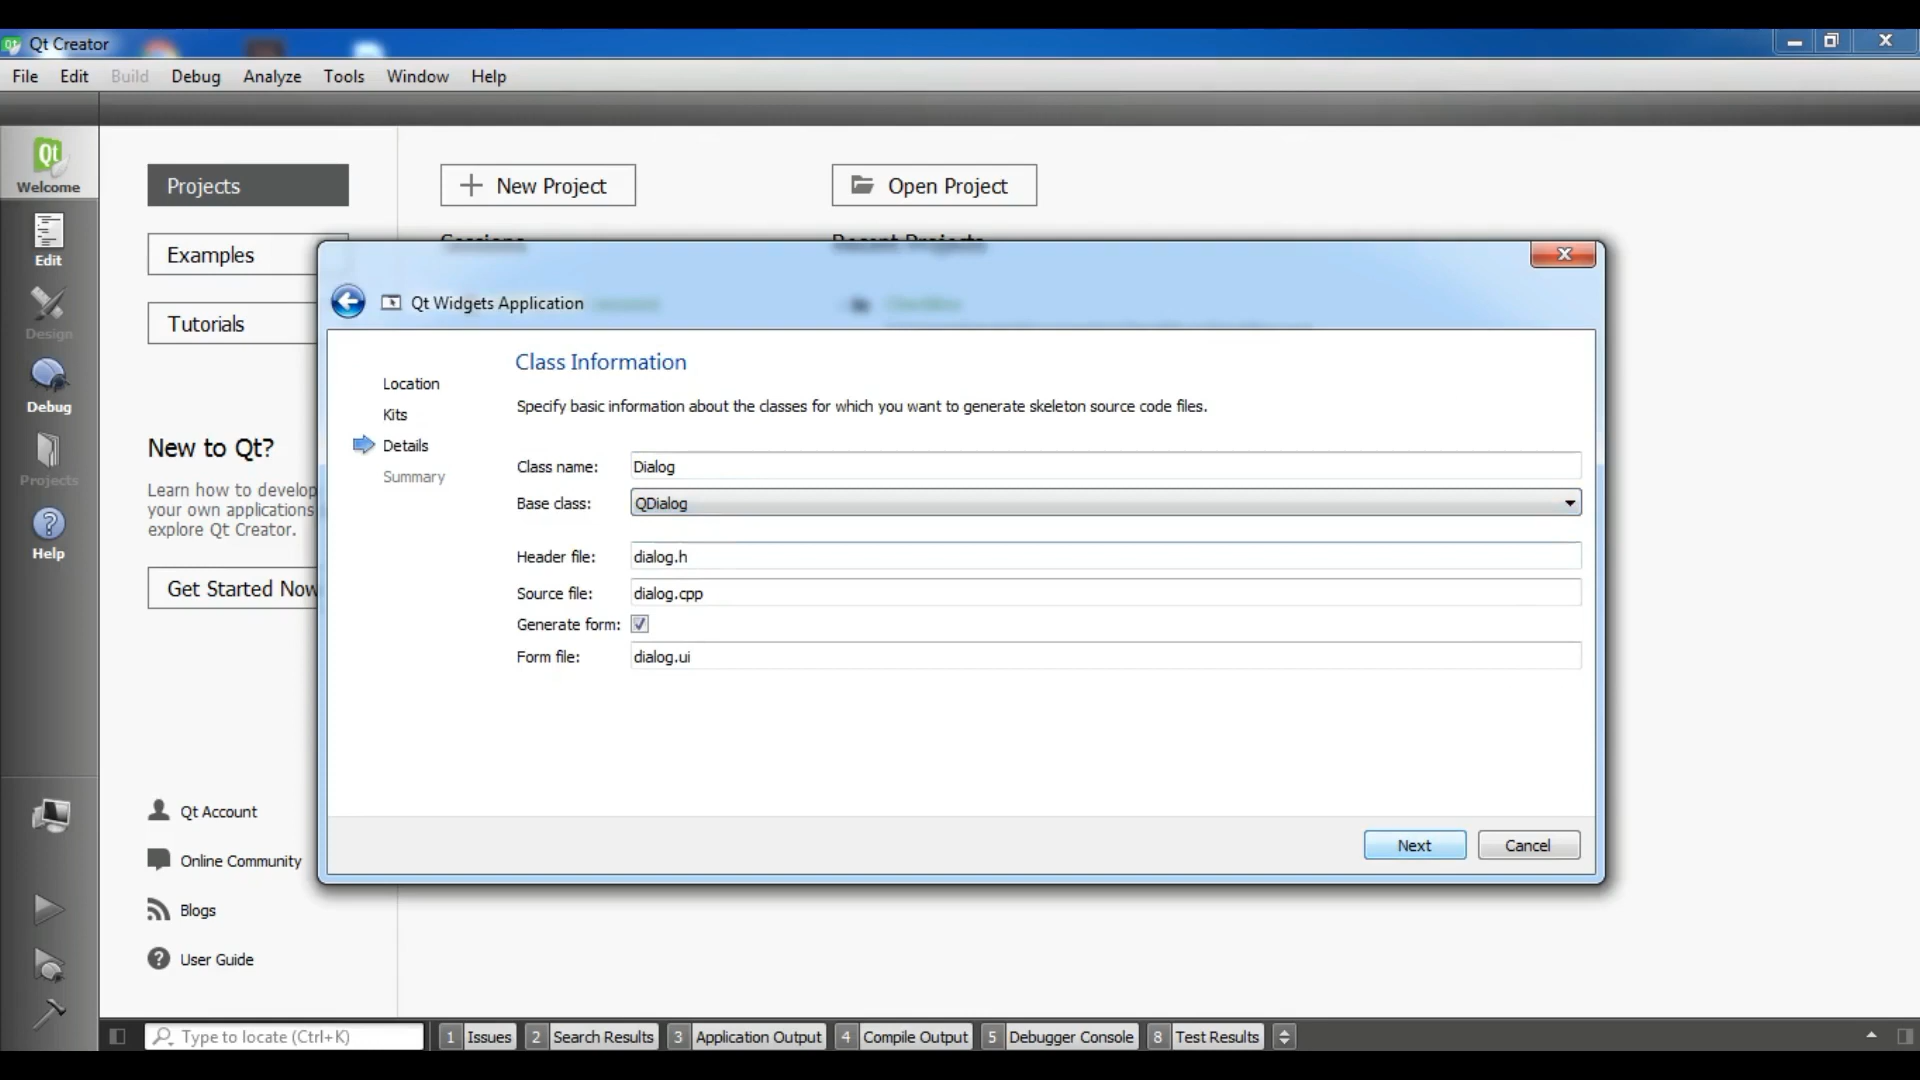 Qt Creator
File Edit Build Debug Analyze Tools Window Help
Qt
Welcome
Edit
Design
Debug
Projects
Help
Projects
Examples
Tutorials
New to Qt?
Learn how to develop
your own applications
explore Qt Creator.
Get Started Now
Qt Account
Online Community
Blogs
User Guide
New Project
Open Project
Sessions
Recent Projects
Qt Widgets Application
Location
Kits
Details
Summary
Class Information
Specify basic information about the classes for which you want to generate skeleton source code files.
Class name: Dialog
Base class: QDialog
Header file: dialog.h
Source file: dialog.cpp
Generate form:
Form file: dialog.ui
Next
Cancel
Type to locate (Ctrl+K)
1 Issues 2 Search Results 3 Application Output 4 Compile Output 5 Debugger Console 8 Test Results